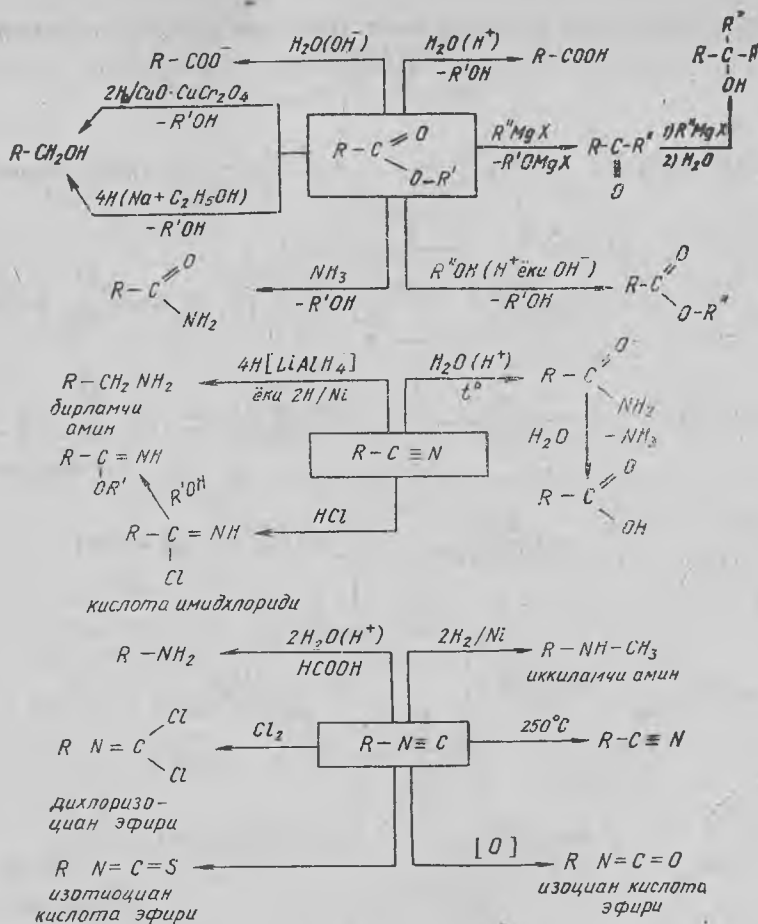 R"
R–C–R
OH
R – COO⁻
H₂O(OH⁻)
H₂O(H⁺)
–R'OH
R–COOH
2H₂/CuO·CuCr₂O₄
–R'OH
R–CH₂OH
4H(Na+C₂H₅OH)
–R'OH
R – C
O
O–R'
R"MgX
–R'OMgX
R–C–R"
O
1)R"MgX
2)H₂O
NH₃
–R'OH
R – C
O
NH₂
R"OH (H⁺ ёки OH⁻)
–R'OH
R–C
O
O–R"
4H[LiAlH₄]
ёки 2H/Ni
R – CH₂NH₂
бирламчи
амин
H₂O (H⁺)
t°
R – C
O
NH₂
R – C ≡ N
H₂O
– NH₃
R – C
O
OH
R – C = NH
OR'
R'OH
HCl
R – C = NH
Cl
кислота имидхлориди
R –NH₂
2H₂O(H⁺)
HCOOH
2H₂/Ni
R – NH – CH₃
иккиламчи амин
R N = C
Cl
Cl
Cl₂
R – N ≡ C
250°C
R – C ≡ N
дихлоризо-
циан эфири
R N = C = S
изотиоциан
кислота эфири
[O]
R N = C = O
изоциан кислота
эфири